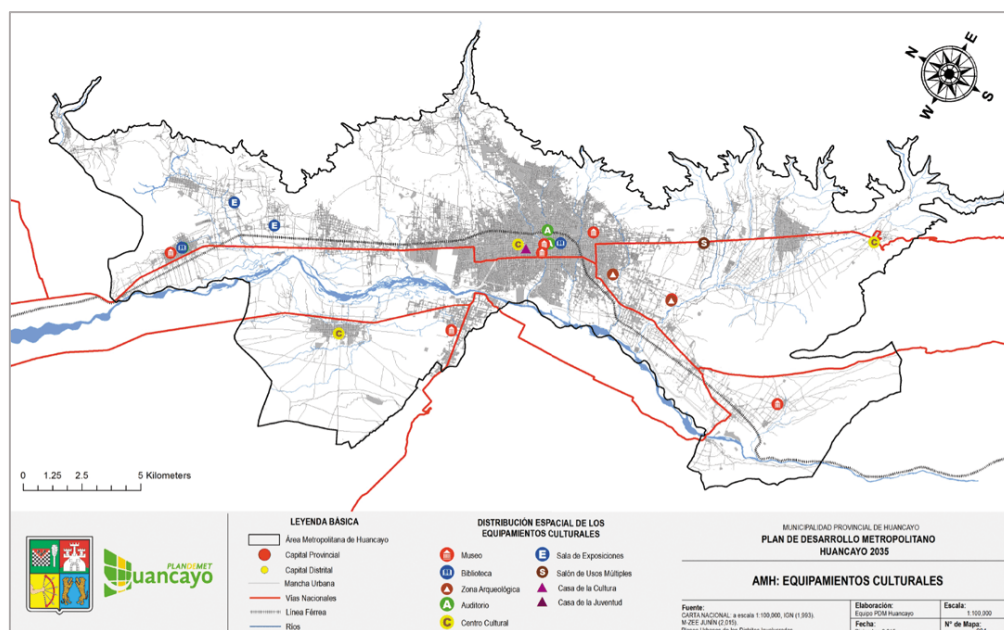 N
E
S
W
E
E
A
C
S
C
C
0 1.25 2.5 5 Kilometers
PLANDEMET
Huancayo
LEYENDA BÁSICA
Área Metropolitana de Huancayo
Capital Provincial
Capital Distrital
Mancha Urbana
Vías Nacionales
Línea Férrea
Ríos
DISTRIBUCIÓN ESPACIAL DE LOS
EQUIPAMIENTOS CULTURALES
Museo
Biblioteca
Zona Arqueológica
A Auditorio
C Centro Cultural
E Sala de Exposiciones
S Salón de Usos Múltiples
Casa de la Cultura
Casa de la Juventud
MUNICIPALIDAD PROVINCIAL DE HUANCAYO
PLAN DE DESARROLLO METROPOLITANO
HUANCAYO 2035
AMH: EQUIPAMIENTOS CULTURALES
Fuente:
CARTA NACIONAL: a escala 1:100,000, IGN (1,993).
M-ZEE JUNÍN (2,015).
Elaboración:
Equipo PDM Huancayo
Escala:
1:100,000
Fecha:
N° de Mapa: